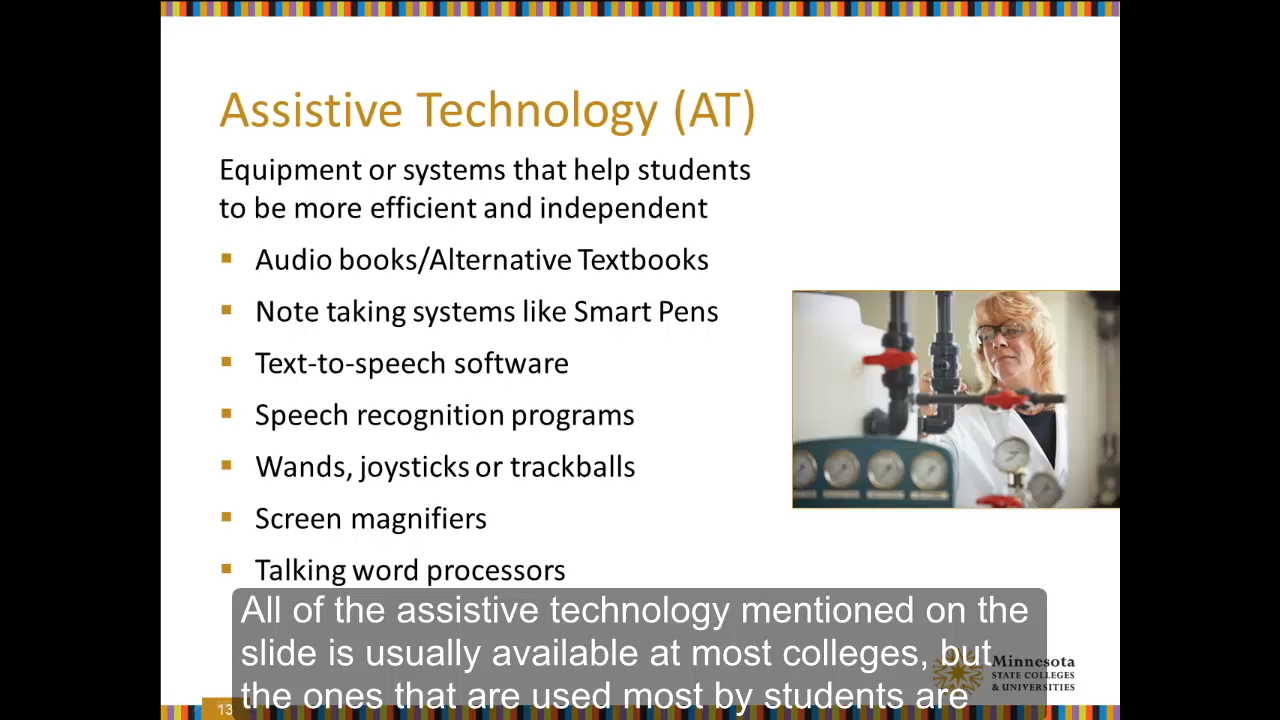 Assistive Technology (AT)
Equipment or systems that help students
to be more efficient and independent
Audio books/Alternative Textbooks
Note taking systems like Smart Pens
Text-to-speech software
Speech recognition programs
Wands, joysticks or trackballs
Screen magnifiers
Talking word processors
All of the assistive technology mentioned on the
slide is usually available at most colleges, but
the ones that are used most by students are
Minnesota
STATE COLLEGES
& UNIVERSITIES
13